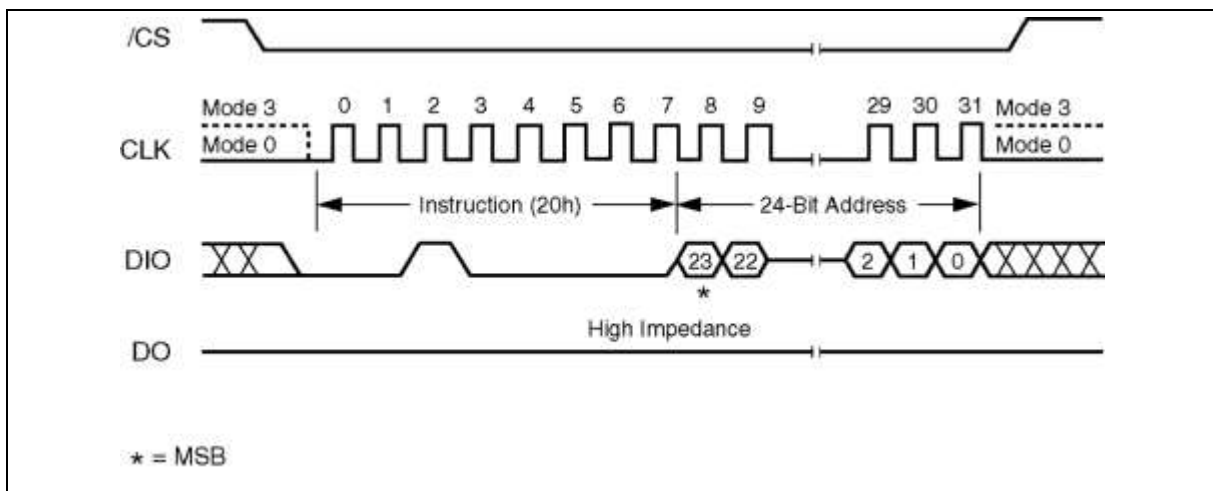 /CS
Mode 3 0 1 2 3 4 5 6 7 8 9 29 30 31 Mode 3
CLK Mode 0 Mode 0
Instruction (20h) 24-Bit Address
DIO 23 22 2 1 0
*
High Impedance
DO
* = MSB